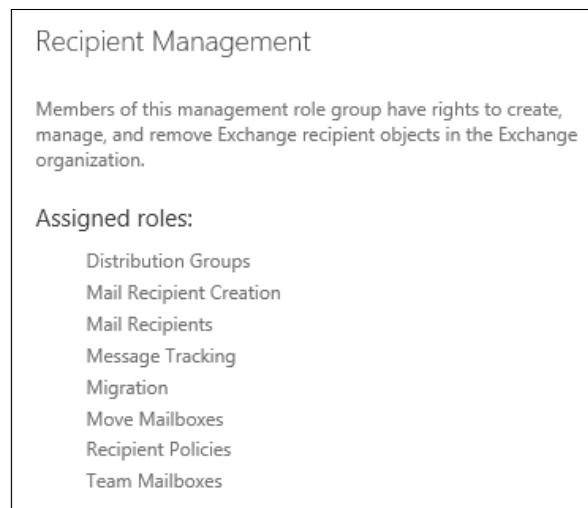 Recipient Management
Members of this management role group have rights to create,
manage, and remove Exchange recipient objects in the Exchange
organization.
Assigned roles:
Distribution Groups
Mail Recipient Creation
Mail Recipients
Message Tracking
Migration
Move Mailboxes
Recipient Policies
Team Mailboxes